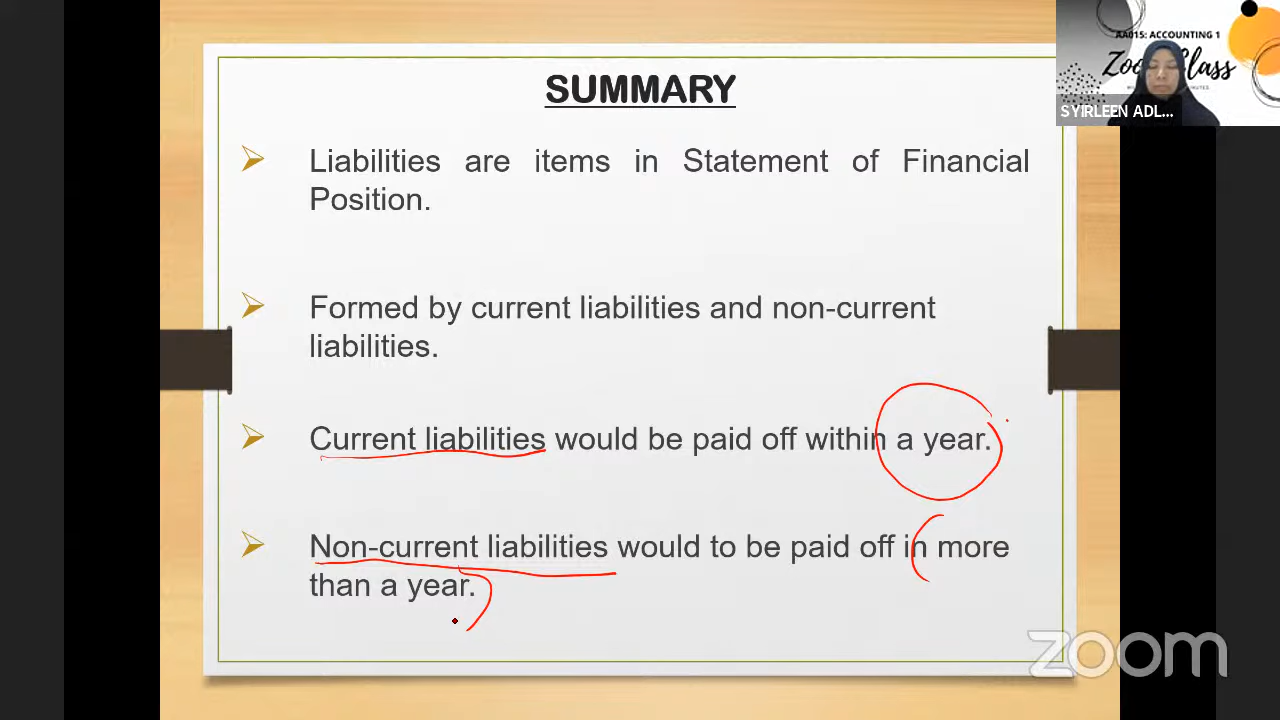 SUMMARY
Liabilities are items in Statement of Financial
Position.
Formed by current liabilities and non-current
liabilities.
Current liabilities would be paid off within a year.
Non-current liabilities would to be paid off in more
than a year.
AA015: ACCOUNTING 1
SYIRLEEN ADL...
zoom